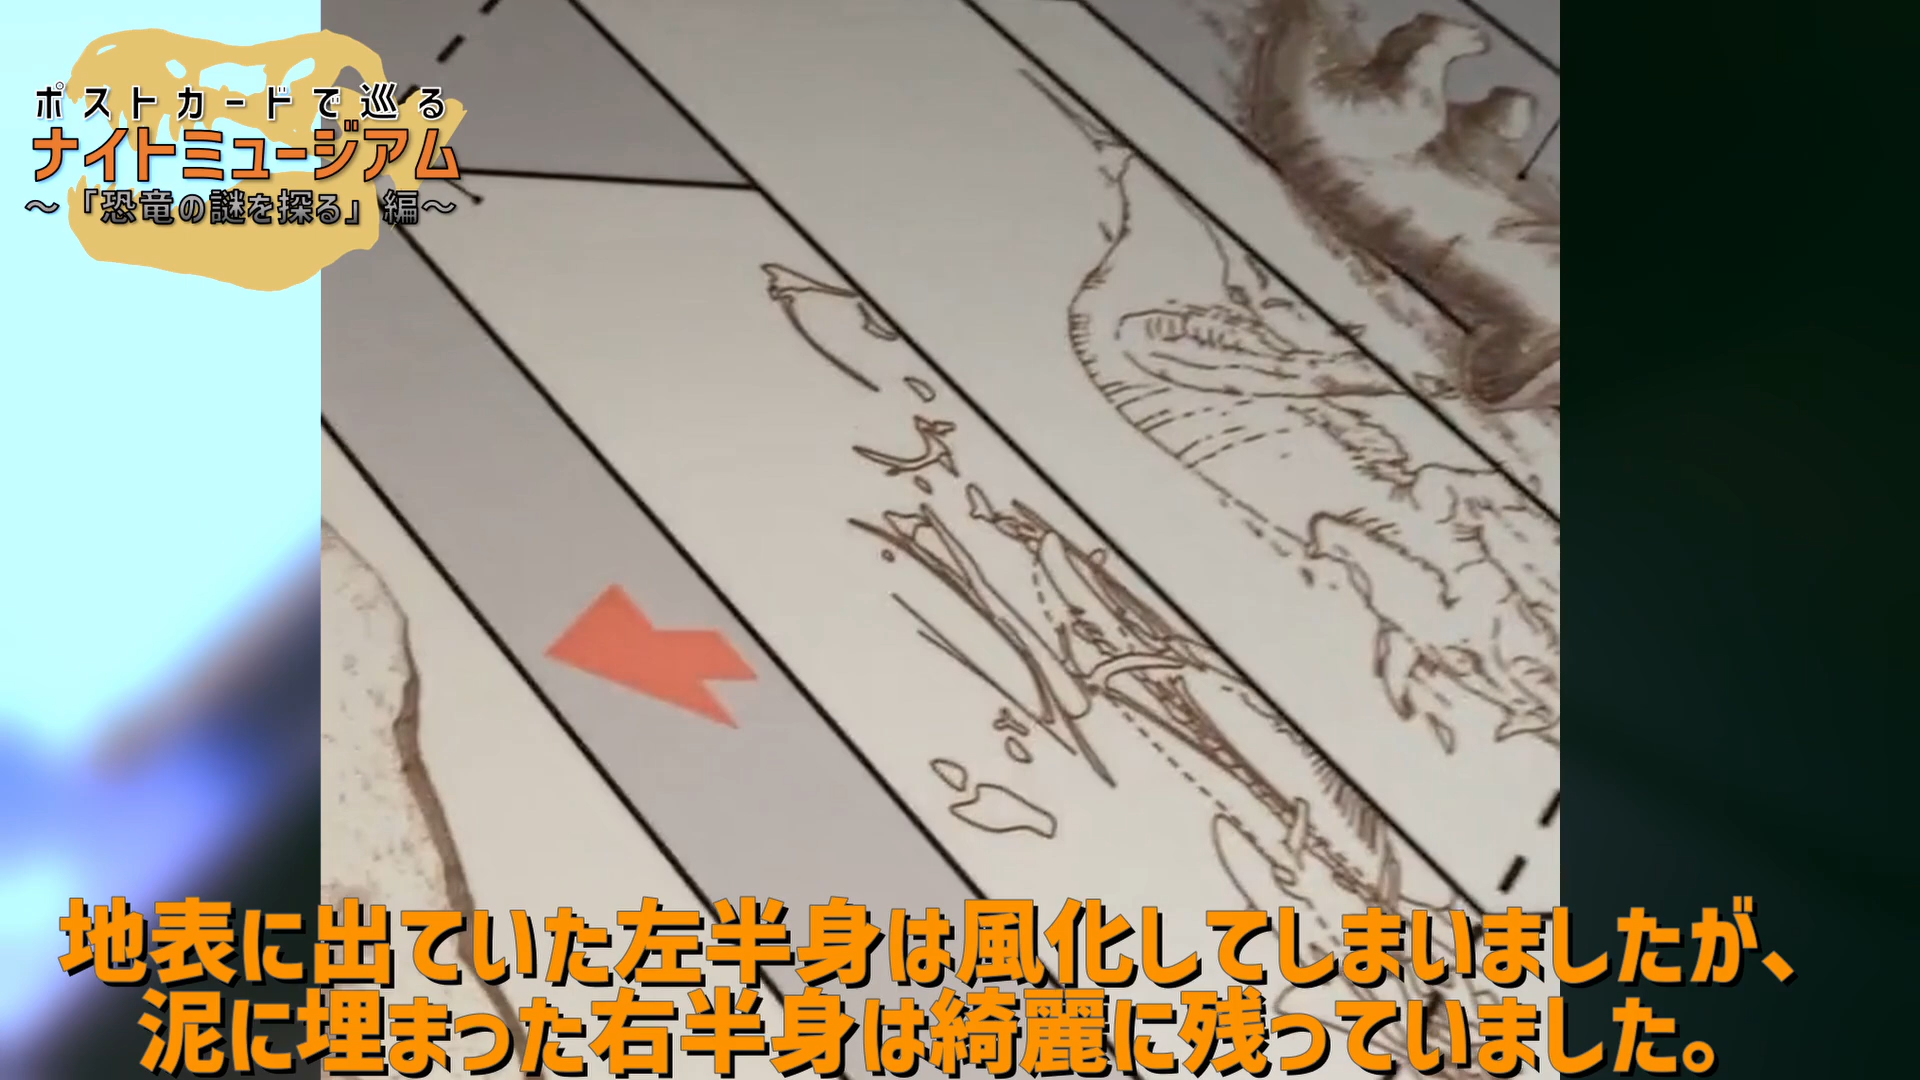 ポストカードで巡る
ナイトミュージアム
～「恐竜の謎を探る」編～
地表に出ていた左半身は風化してしまいましたが、
泥に埋まった右半身は綺麗に残っていました。